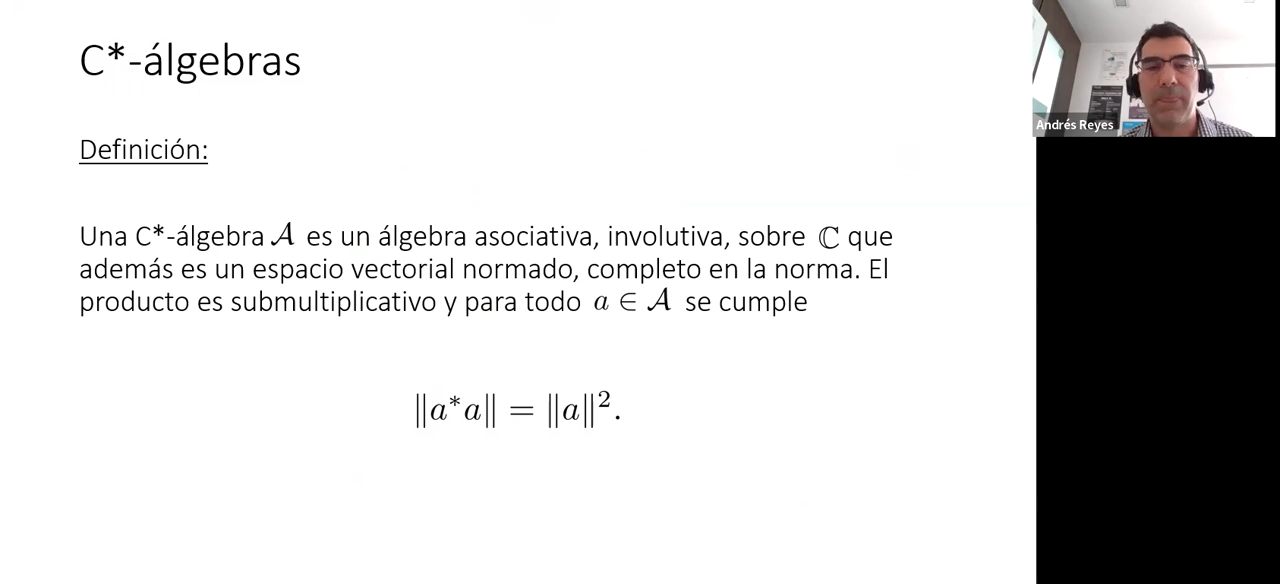 C*-álgebras
Andrés Reyes
Definición:
Una C*-álgebra 𝒜 es un álgebra asociativa, involutiva, sobre ℂ que
además es un espacio vectorial normado, completo en la norma. El
producto es submultiplicativo y para todo a ∈ 𝒜 se cumple
‖a*a‖ = ‖a‖².